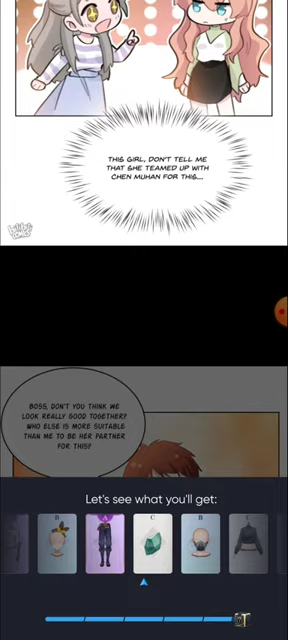 THIS GIRL, DON'T TELL ME
THAT SHE TEAMED UP WITH
CHEN MUHAN FOR THIS...
BOSS, DON'T YOU THINK WE
LOOK REALLY GOOD TOGETHER?
WHO ELSE IS MORE SUITABLE
THAN ME TO BE HER PARTNER
FOR THIS?
Let's see what you'll get:
B
A
C
B
C